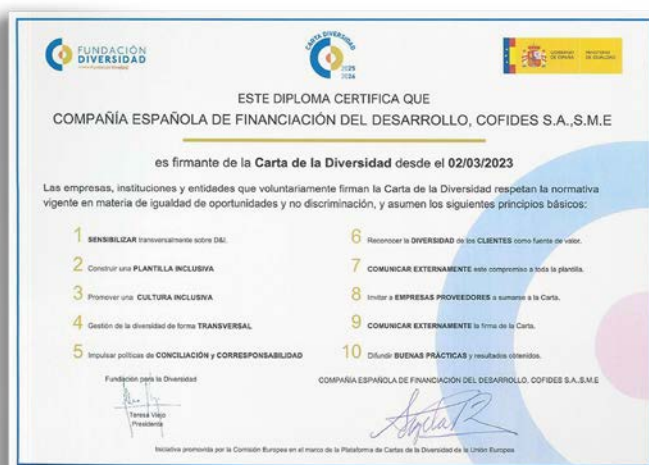 FUNDACIÓN
DIVERSIDAD
CARTA DIVERSIDAD
2025
2026
GOBIERNO
DE ESPAÑA
MINISTERIO
DE IGUALDAD
ESTE DIPLOMA CERTIFICA QUE
COMPAÑÍA ESPAÑOLA DE FINANCIACIÓN DEL DESARROLLO, COFIDES S.A.,S.M.E
es firmante de la Carta de la Diversidad desde el 02/03/2023
Las empresas, instituciones y entidades que voluntariamente firman la Carta de la Diversidad respetan la normativa
vigente en materia de igualdad de oportunidades y no discriminación, y asumen los siguientes principios básicos:
1 SENSIBILIZAR transversalmente sobre D&I.
2 Construir una PLANTILLA INCLUSIVA
3 Promover una CULTURA INCLUSIVA
4 Gestión de la diversidad de forma TRANSVERSAL
5 Impulsar políticas de CONCILIACIÓN y CORRESPONSABILIDAD
6 Reconocer la DIVERSIDAD de los CLIENTES como fuente de valor.
7 COMUNICAR EXTERNAMENTE este compromiso a toda la plantilla.
8 Invitar a EMPRESAS PROVEEDORES a sumarse a la Carta.
9 COMUNICAR EXTERNAMENTE la firma de la Carta.
10 Difundir BUENAS PRÁCTICAS y resultados obtenidos.
Fundación para la Diversidad
Teresa Viejo
Presidenta
COMPAÑÍA ESPAÑOLA DE FINANCIACIÓN DEL DESARROLLO, COFIDES S.A.,S.M.E
Iniciativa promovida por la Comisión Europea en el marco de la Plataforma de Cartas de la Diversidad de la Unión Europea